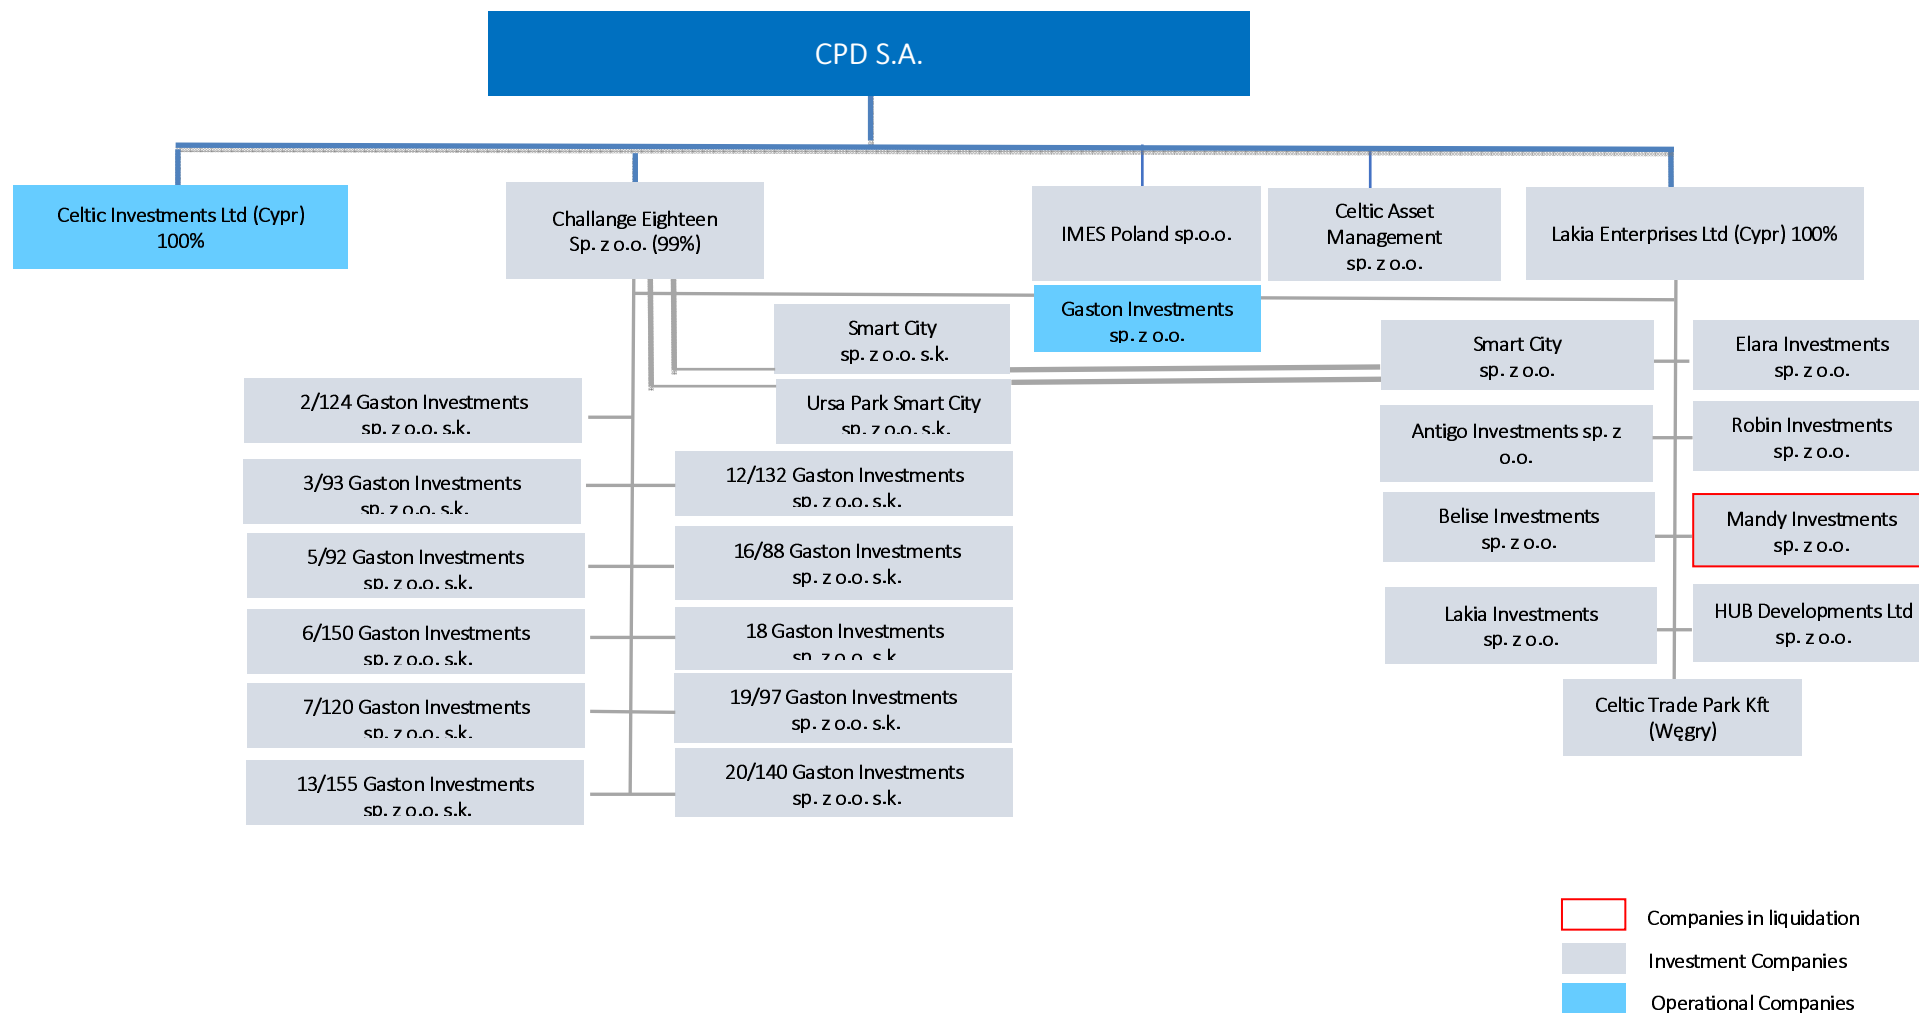 CPD S.A.
Celtic Investments Ltd (Cypr)
100%
Challange Eighteen
Sp. z o.o. (99%)
IMES Poland sp.o.o.
Celtic Asset
Management
sp. z o.o.
Lakia Enterprises Ltd (Cypr) 100%
Gaston Investments
sp. z o.o.
Smart City
sp. z o.o. s.k.
Ursa Park Smart City
sp. z o.o. s.k.
Smart City
sp. z o.o.
Elara Investments
sp. z o.o.
Antigo Investments sp. z
o.o.
Robin Investments
sp. z o.o.
Belise Investments
sp. z o.o.
Mandy Investments
sp. z o.o.
Lakia Investments
sp. z o.o.
HUB Developments Ltd
sp. z o.o.
Celtic Trade Park Kft
(Węgry)
2/124 Gaston Investments
sp. z o.o. s.k.
3/93 Gaston Investments
sp. z o.o. s.k.
12/132 Gaston Investments
sp. z o.o. s.k.
5/92 Gaston Investments
sp. z o.o. s.k.
16/88 Gaston Investments
sp. z o.o. s.k.
6/150 Gaston Investments
sp. z o.o. s.k.
18 Gaston Investments
sp. z o.o. s.k.
7/120 Gaston Investments
sp. z o.o. s.k.
19/97 Gaston Investments
sp. z o.o. s.k.
13/155 Gaston Investments
sp. z o.o. s.k.
20/140 Gaston Investments
sp. z o.o. s.k.
Companies in liquidation
Investment Companies
Operational Companies